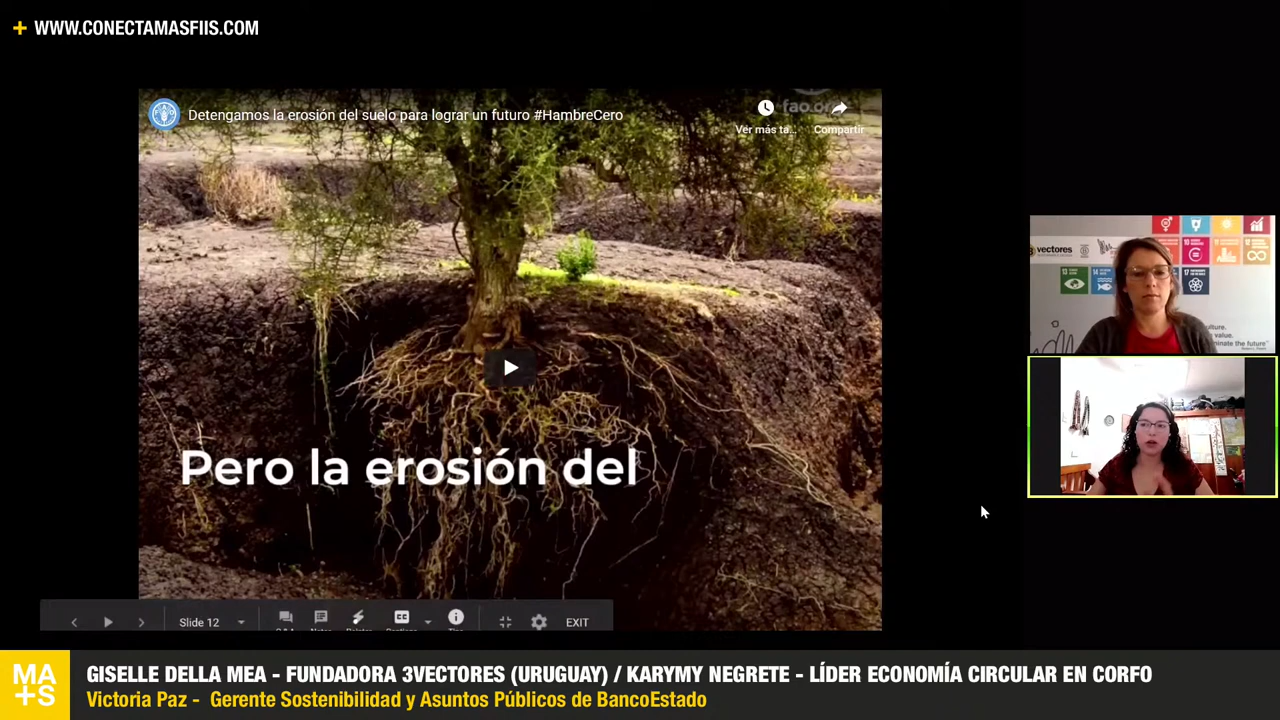 + WWW.CONECTAMASFIIS.COM
Detengamos la erosión del suelo para lograr un futuro #HambreCero
fao.org
Ver más ta...
Compartir
Pero la erosión del
Slide 12
EXIT
vectores
MA
+S
GISELLE DELLA MEA - FUNDADORA 3VECTORES (URUGUAY) / KARYMY NEGRETE - LÍDER ECONOMÍA CIRCULAR EN CORFO
Victoria Paz - Gerente Sostenibilidad y Asuntos Públicos de BancoEstado